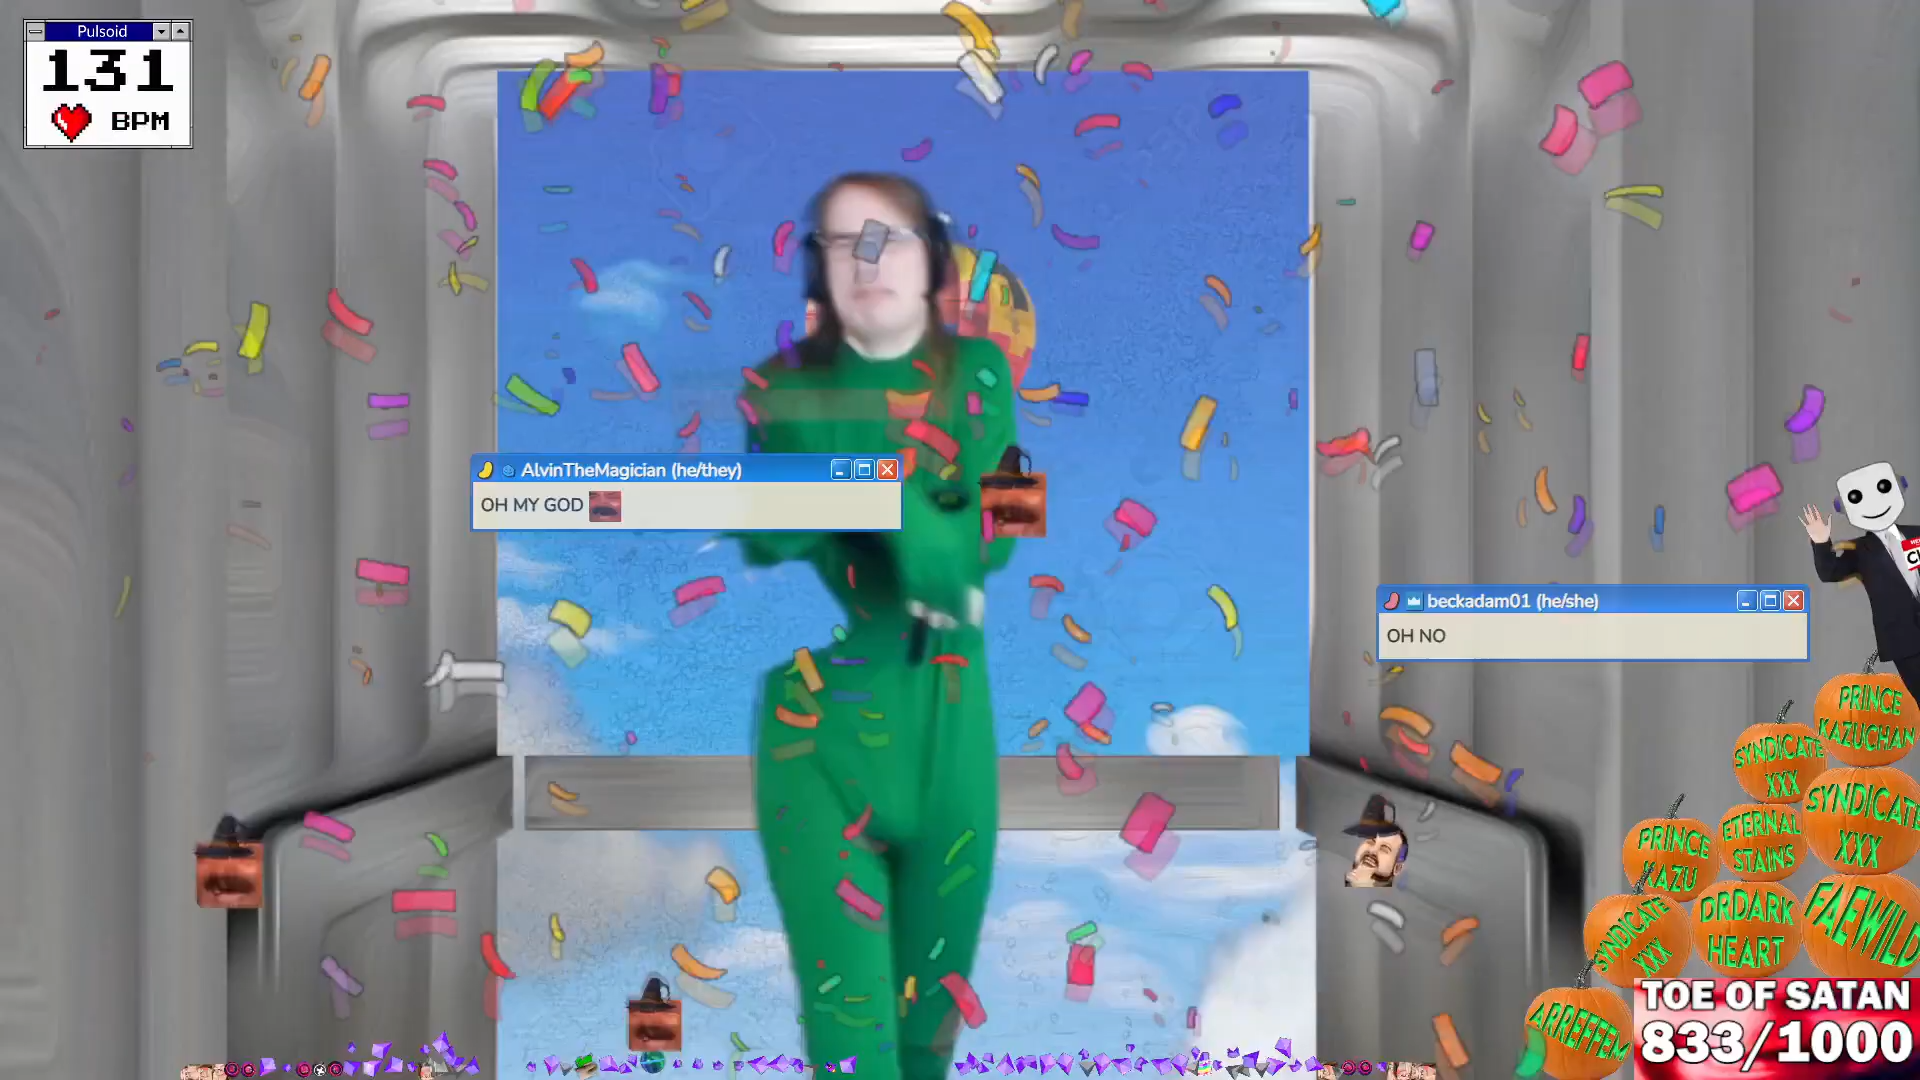 Pulsoid
131
BPM
AlvinTheMagician (he/they)
OH MY GOD
beckadam01 (he/she)
OH NO
PRINCE
KAZUCHAN
SYNDICATE
XXX
SYNDICATE
XXX
PRINCE
KAZU
ETERNAL
STAINS
SYNDICATE
XXX
DRDARK
HEART
FAEWILD
ARREFFEM
TOE OF SATAN
833/1000